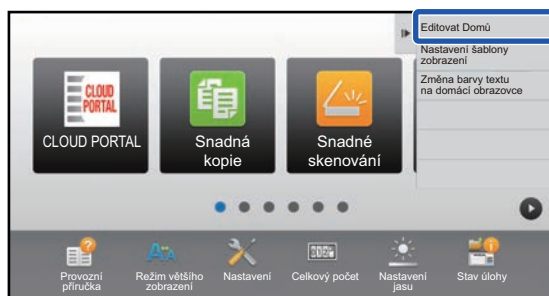 Editovat Domů
Nastavení šablony
zobrazení
Změna barvy textu
na domácí obrazovce
CLOUD
PORTAL
CLOUD PORTAL
Snadná
kopie
Snadné
skenování
Provozní
příručka
Režim většího
zobrazení
Nastavení
Celkový počet
Nastavení
jasu
Stav úlohy